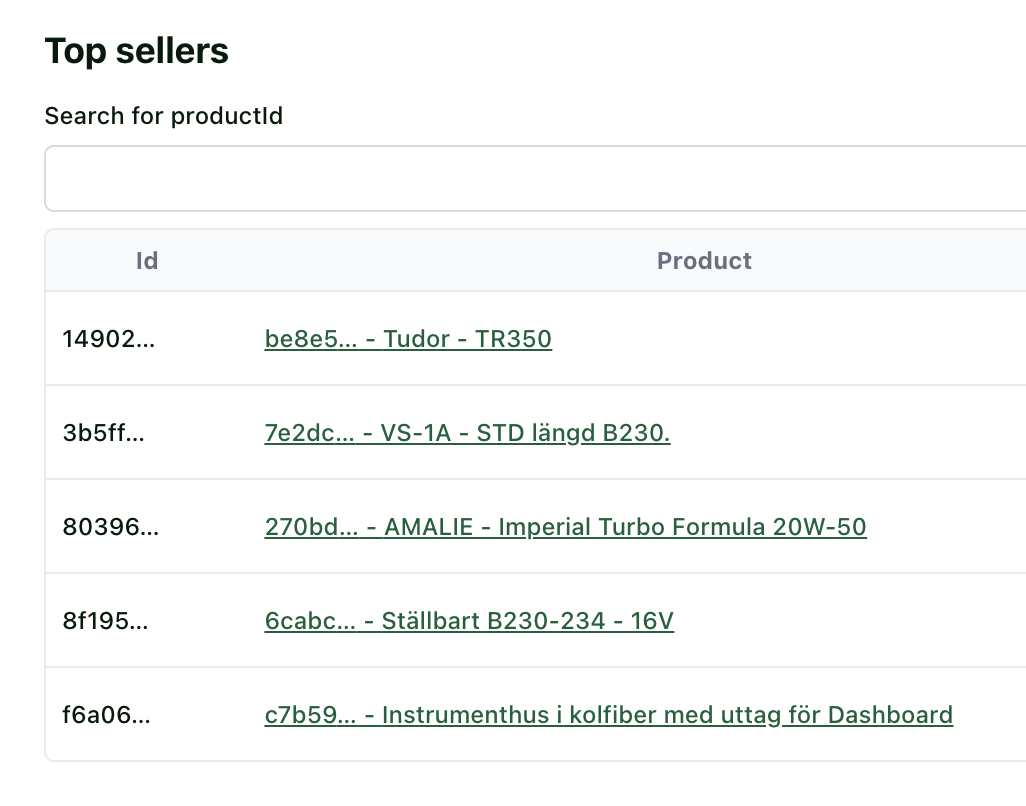 Top sellers
Search for productId
Id Product
14902... be8e5... - Tudor - TR350
3b5ff... 7e2dc... - VS-1A - STD längd B230.
80396... 270bd... - AMALIE - Imperial Turbo Formula 20W-50
8f195... 6cabc... - Ställbart B230-234 - 16V
f6a06... c7b59... - Instrumenthus i kolfiber med uttag för Dashboard